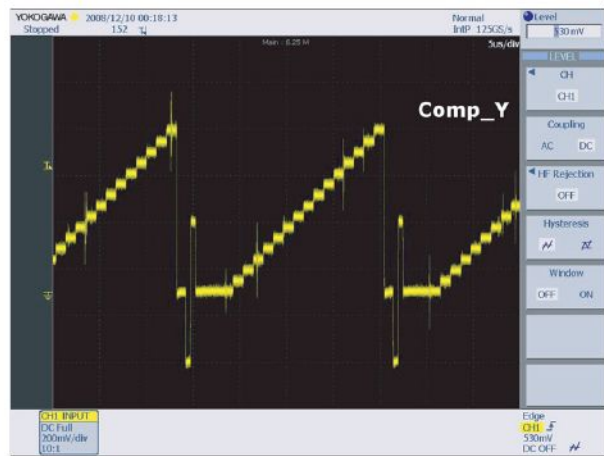 YOKOGAWA 2008/12/10 00:18:13
Stopped 152
Normal
IntP 125GS/s
Main : 6.25 M
5us/div
Comp_Y
Level
530 mV
LEVEL
CH
CH1
Coupling
AC DC
HF Rejection
OFF
Hysteresis
Window
OFF ON
CH1 INPUT
DC Full
200mV/div
10:1
Edge
CH1
530mV
DC OFF